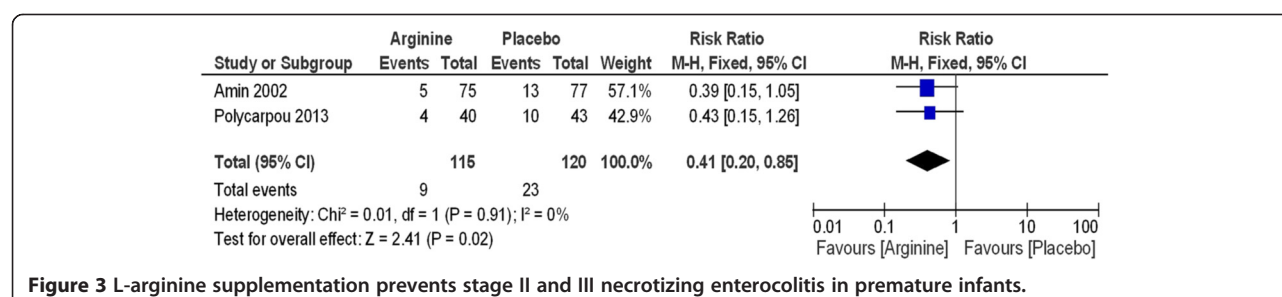 Arginine Placebo Risk Ratio Risk Ratio
Study or Subgroup Events Total Events Total Weight M-H, Fixed, 95% CI M-H, Fixed, 95% CI
Amin 2002 5 75 13 77 57.1% 0.39 [0.15, 1.05]
Polycarpou 2013 4 40 10 43 42.9% 0.43 [0.15, 1.26]
Total (95% CI) 115 120 100.0% 0.41 [0.20, 0.85]
Total events 9 23
Heterogeneity: Chi² = 0.01, df = 1 (P = 0.91); I² = 0%
Test for overall effect: Z = 2.41 (P = 0.02)
0.01 0.1 1 10 100
Favours [Arginine] Favours [Placebo]
Figure 3 L-arginine supplementation prevents stage II and III necrotizing enterocolitis in premature infants.